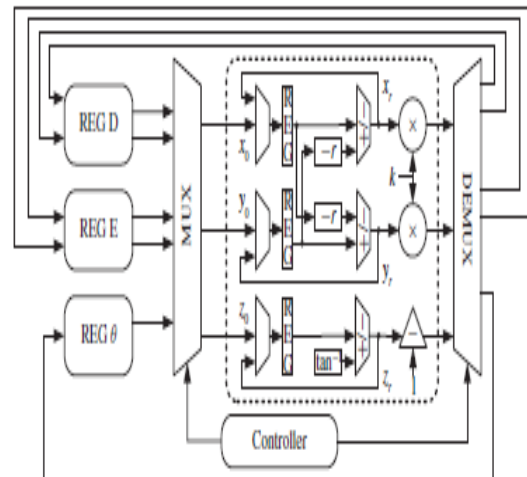 REG D
REG E
REG θ
MUX
x₀
y₀
z₀
R
E
G
R
E
G
R
E
G
−r
−r
tan⁻
+ −
+ −
+ −
xᵣ
yᵣ
zᵣ
×
k
×
−
1
DEMUX
Controller